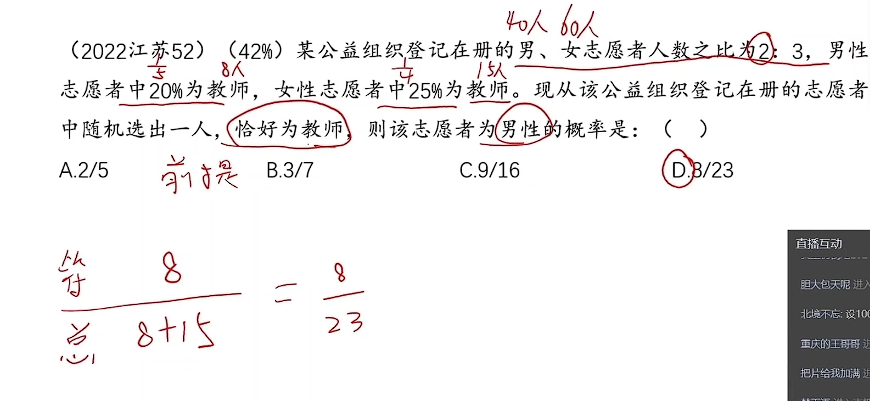 40人 60人
(2022江苏52)(42%)某公益组织登记在册的男、女志愿者人数之比为2:3,男性
1/5 8人 1/4 15人
志愿者中20%为教师,女性志愿者中25%为教师。现从该公益组织登记在册的志愿者
中随机选出一人,恰好为教师,则该志愿者为男性的概率是:( )
A.2/5 前提 B.3/7 C.9/16 D.8/23
符 8 = 8
总 8+15 23
直播互动
胆大包天呢 进入
北境不忘: 设100
重庆的王哥哥 进
把片给我加满 进